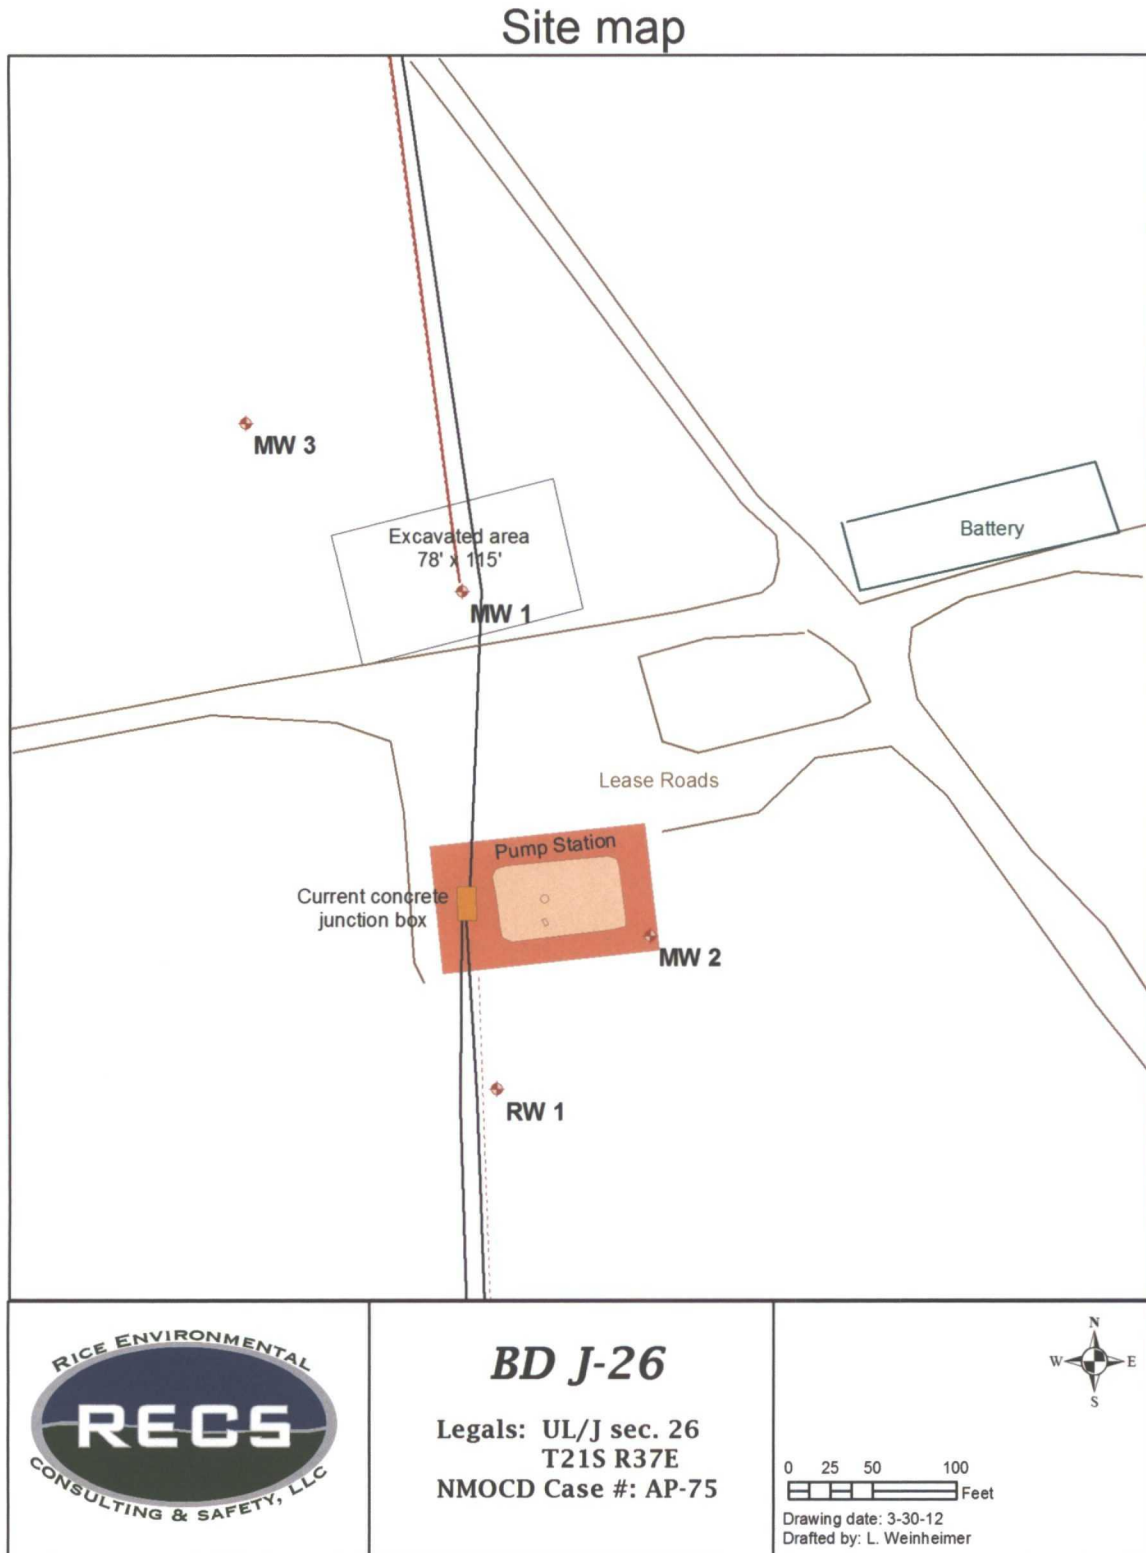 Site map
MW 3
Excavated area
78' x 115'
MW 1
Battery
Lease Roads
Pump Station
Current concrete
junction box
MW 2
RW 1
RICE ENVIRONMENTAL
RECS
CONSULTING & SAFETY, LLC
BD J-26
Legals: UL/J sec. 26
T21S R37E
NMOCD Case #: AP-75
N
W E
S
0 25 50 100
Feet
Drawing date: 3-30-12
Drafted by: L. Weinheimer